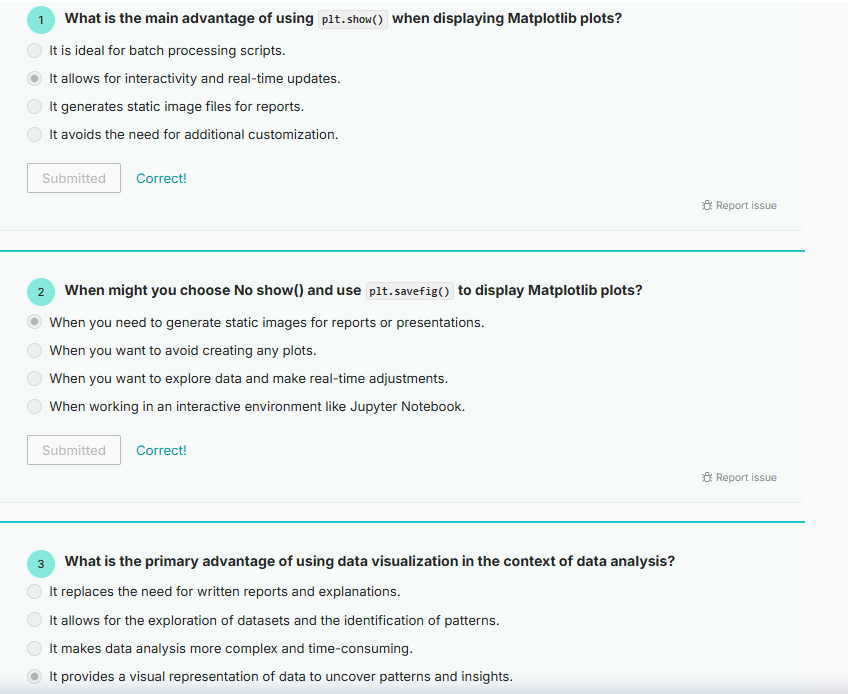 1 What is the main advantage of using plt.show() when displaying Matplotlib plots?
It is ideal for batch processing scripts.
It allows for interactivity and real-time updates.
It generates static image files for reports.
It avoids the need for additional customization.
Submitted Correct!
Report issue
2 When might you choose No show() and use plt.savefig() to display Matplotlib plots?
When you need to generate static images for reports or presentations.
When you want to avoid creating any plots.
When you want to explore data and make real-time adjustments.
When working in an interactive environment like Jupyter Notebook.
Submitted Correct!
Report issue
3 What is the primary advantage of using data visualization in the context of data analysis?
It replaces the need for written reports and explanations.
It allows for the exploration of datasets and the identification of patterns.
It makes data analysis more complex and time-consuming.
It provides a visual representation of data to uncover patterns and insights.